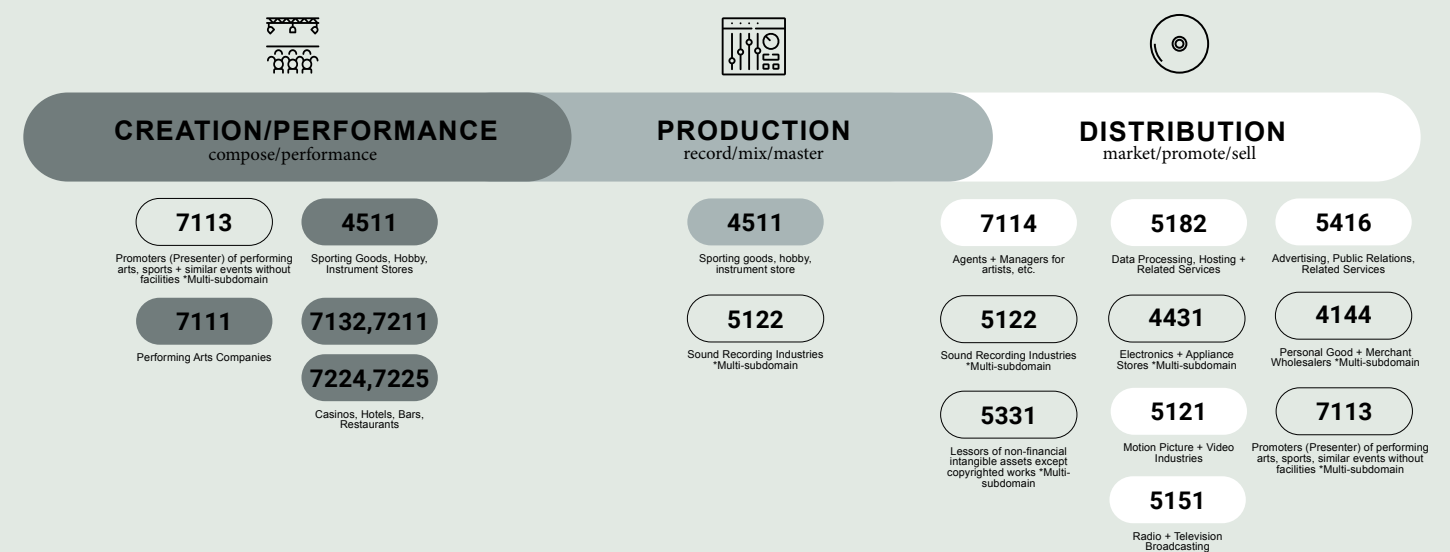 CREATION/PERFORMANCE
compose/performance
7113
Promoters (Presenter) of performing
arts, sports + similar events without
facilities *Multi-subdomain
4511
Sporting Goods, Hobby,
Instrument Stores
7111
Performing Arts Companies
7132,7211
7224,7225
Casinos, Hotels, Bars,
Restaurants
PRODUCTION
record/mix/master
4511
Sporting goods, hobby,
instrument store
5122
Sound Recording Industries
*Multi-subdomain
DISTRIBUTION
market/promote/sell
7114
Agents + Managers for
artists, etc.
5182
Data Processing, Hosting +
Related Services
5416
Advertising, Public Relations,
Related Services
5122
Sound Recording Industries
*Multi-subdomain
4431
Electronics + Appliance
Stores *Multi-subdomain
4144
Personal Good + Merchant
Wholesalers *Multi-subdomain
5331
Lessors of non-financial
intangible assets except
copyrighted works *Multi-
subdomain
5121
Motion Picture + Video
Industries
7113
Promoters (Presenter) of performing
arts, sports, similar events without
facilities *Multi-subdomain
5151
Radio + Television
Broadcasting